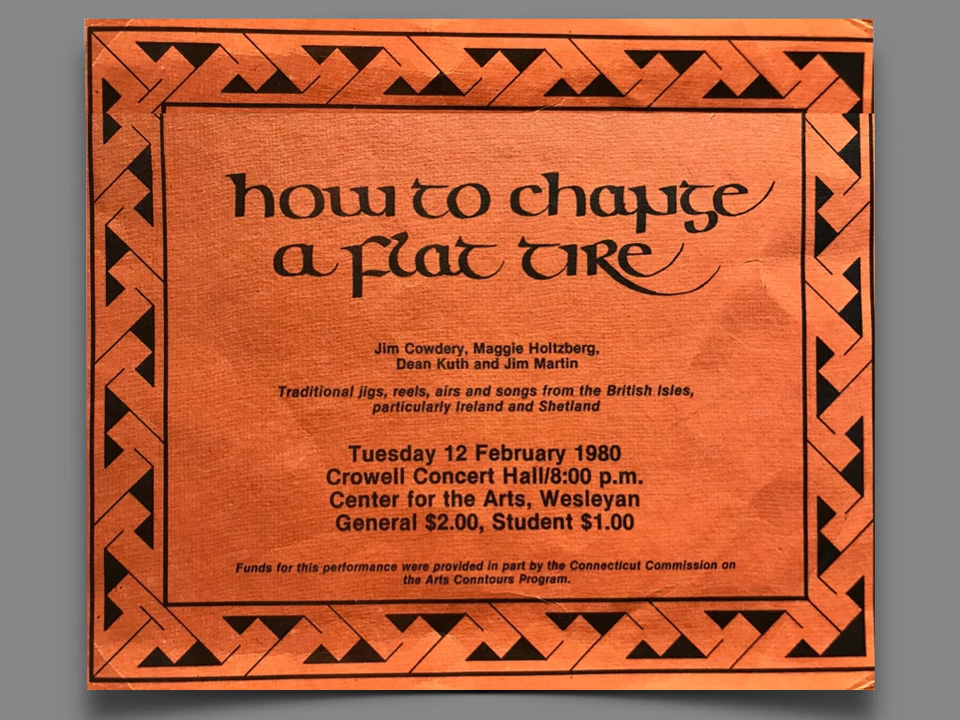 how to change
a flat tire
Jim Cowdery, Maggie Holtzberg,
Dean Kuth and Jim Martin
Traditional jigs, reels, airs and songs from the British Isles,
particularly Ireland and Shetland
Tuesday 12 February 1980
Crowell Concert Hall/8:00 p.m.
Center for the Arts, Wesleyan
General $2.00, Student $1.00
Funds for this performance were provided in part by the Connecticut Commission on
the Arts Conntours Program.